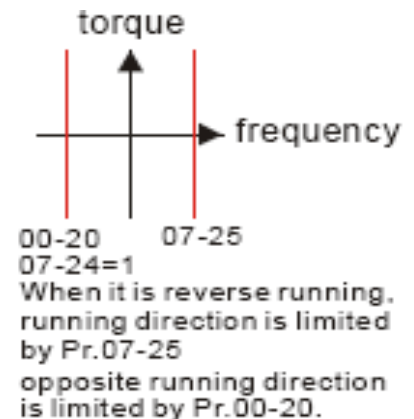 torque
frequency
00-20 07-25
07-24=1
When it is reverse running,
running direction is limited
by Pr.07-25
opposite running direction
is limited by Pr.00-20.